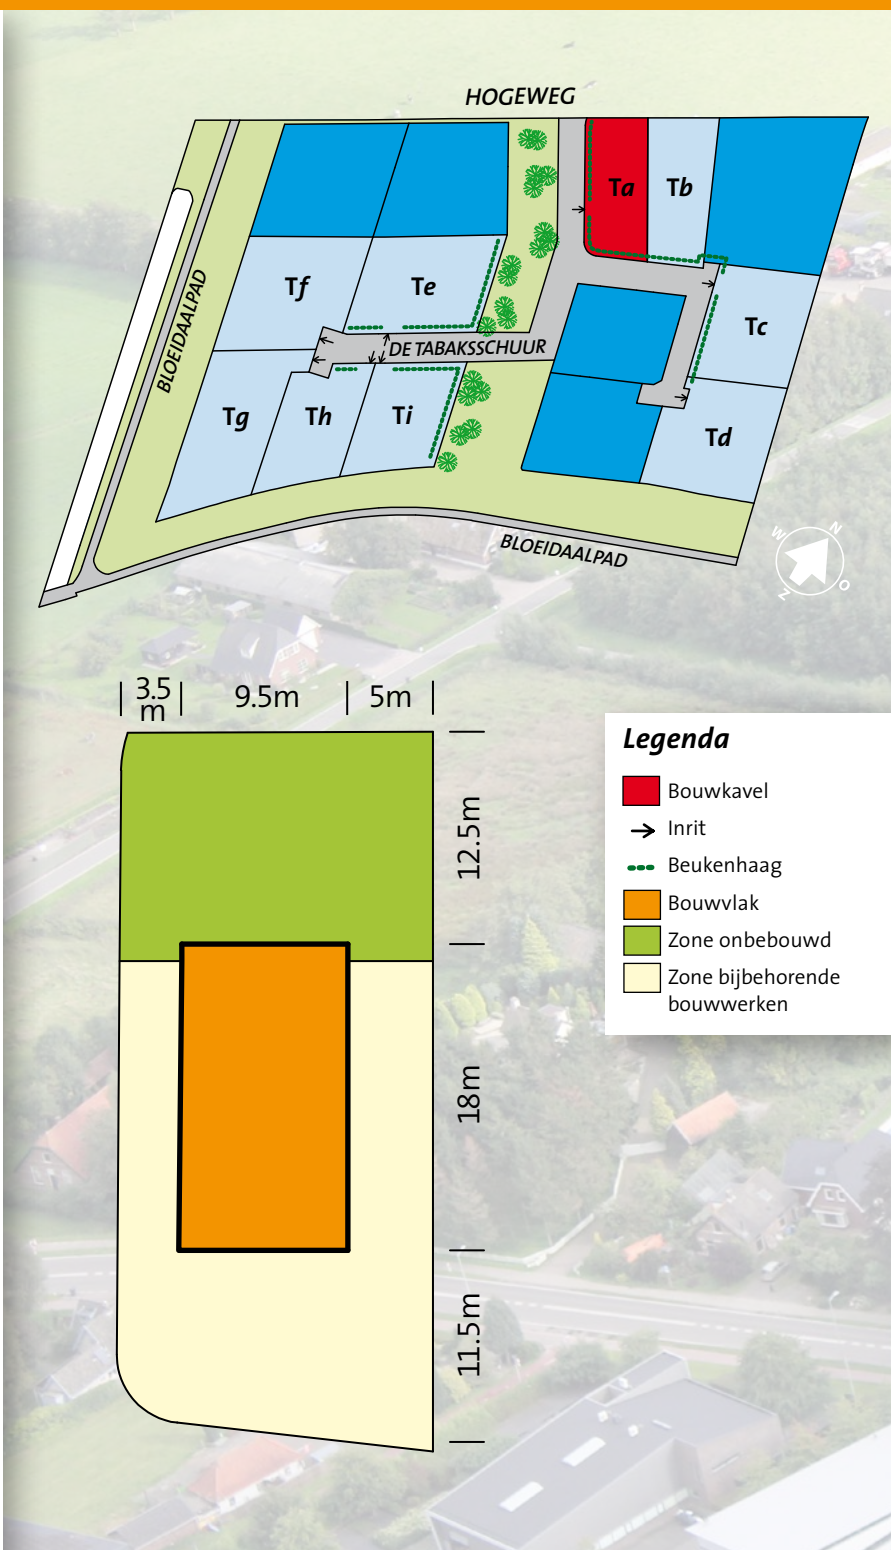 HOGEWEG
Ta
Tb
Tf
Te
Tc
BLOEIDAALPAD
DE TABAKSSCHUUR
Tg
Th
Ti
Td
BLOEIDAALPAD
N
W
O
Z
3.5
m
9.5m
5m
12.5m
18m
11.5m
Legenda
Bouwkavel
Inrit
Beukenhaag
Bouwvlak
Zone onbebouwd
Zone bijbehorende
bouwwerken